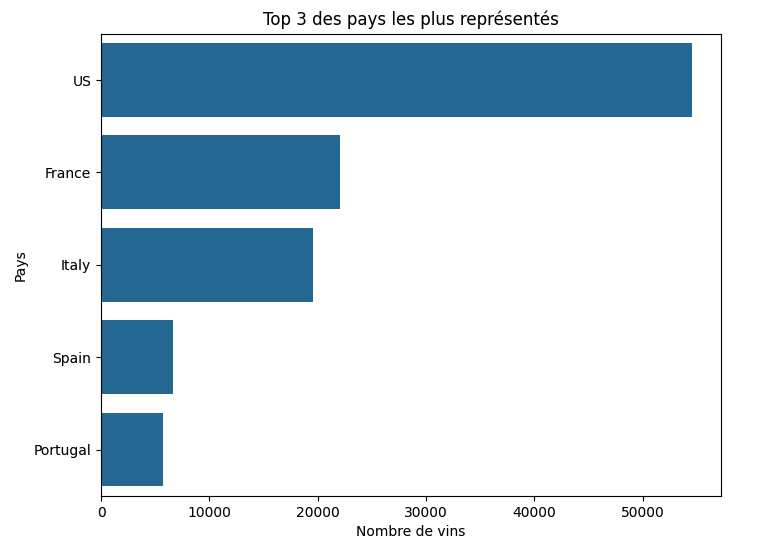 Top 3 des pays les plus représentés
US
France
Italy
Spain
Portugal
Pays
0 10000 20000 30000 40000 50000
Nombre de vins